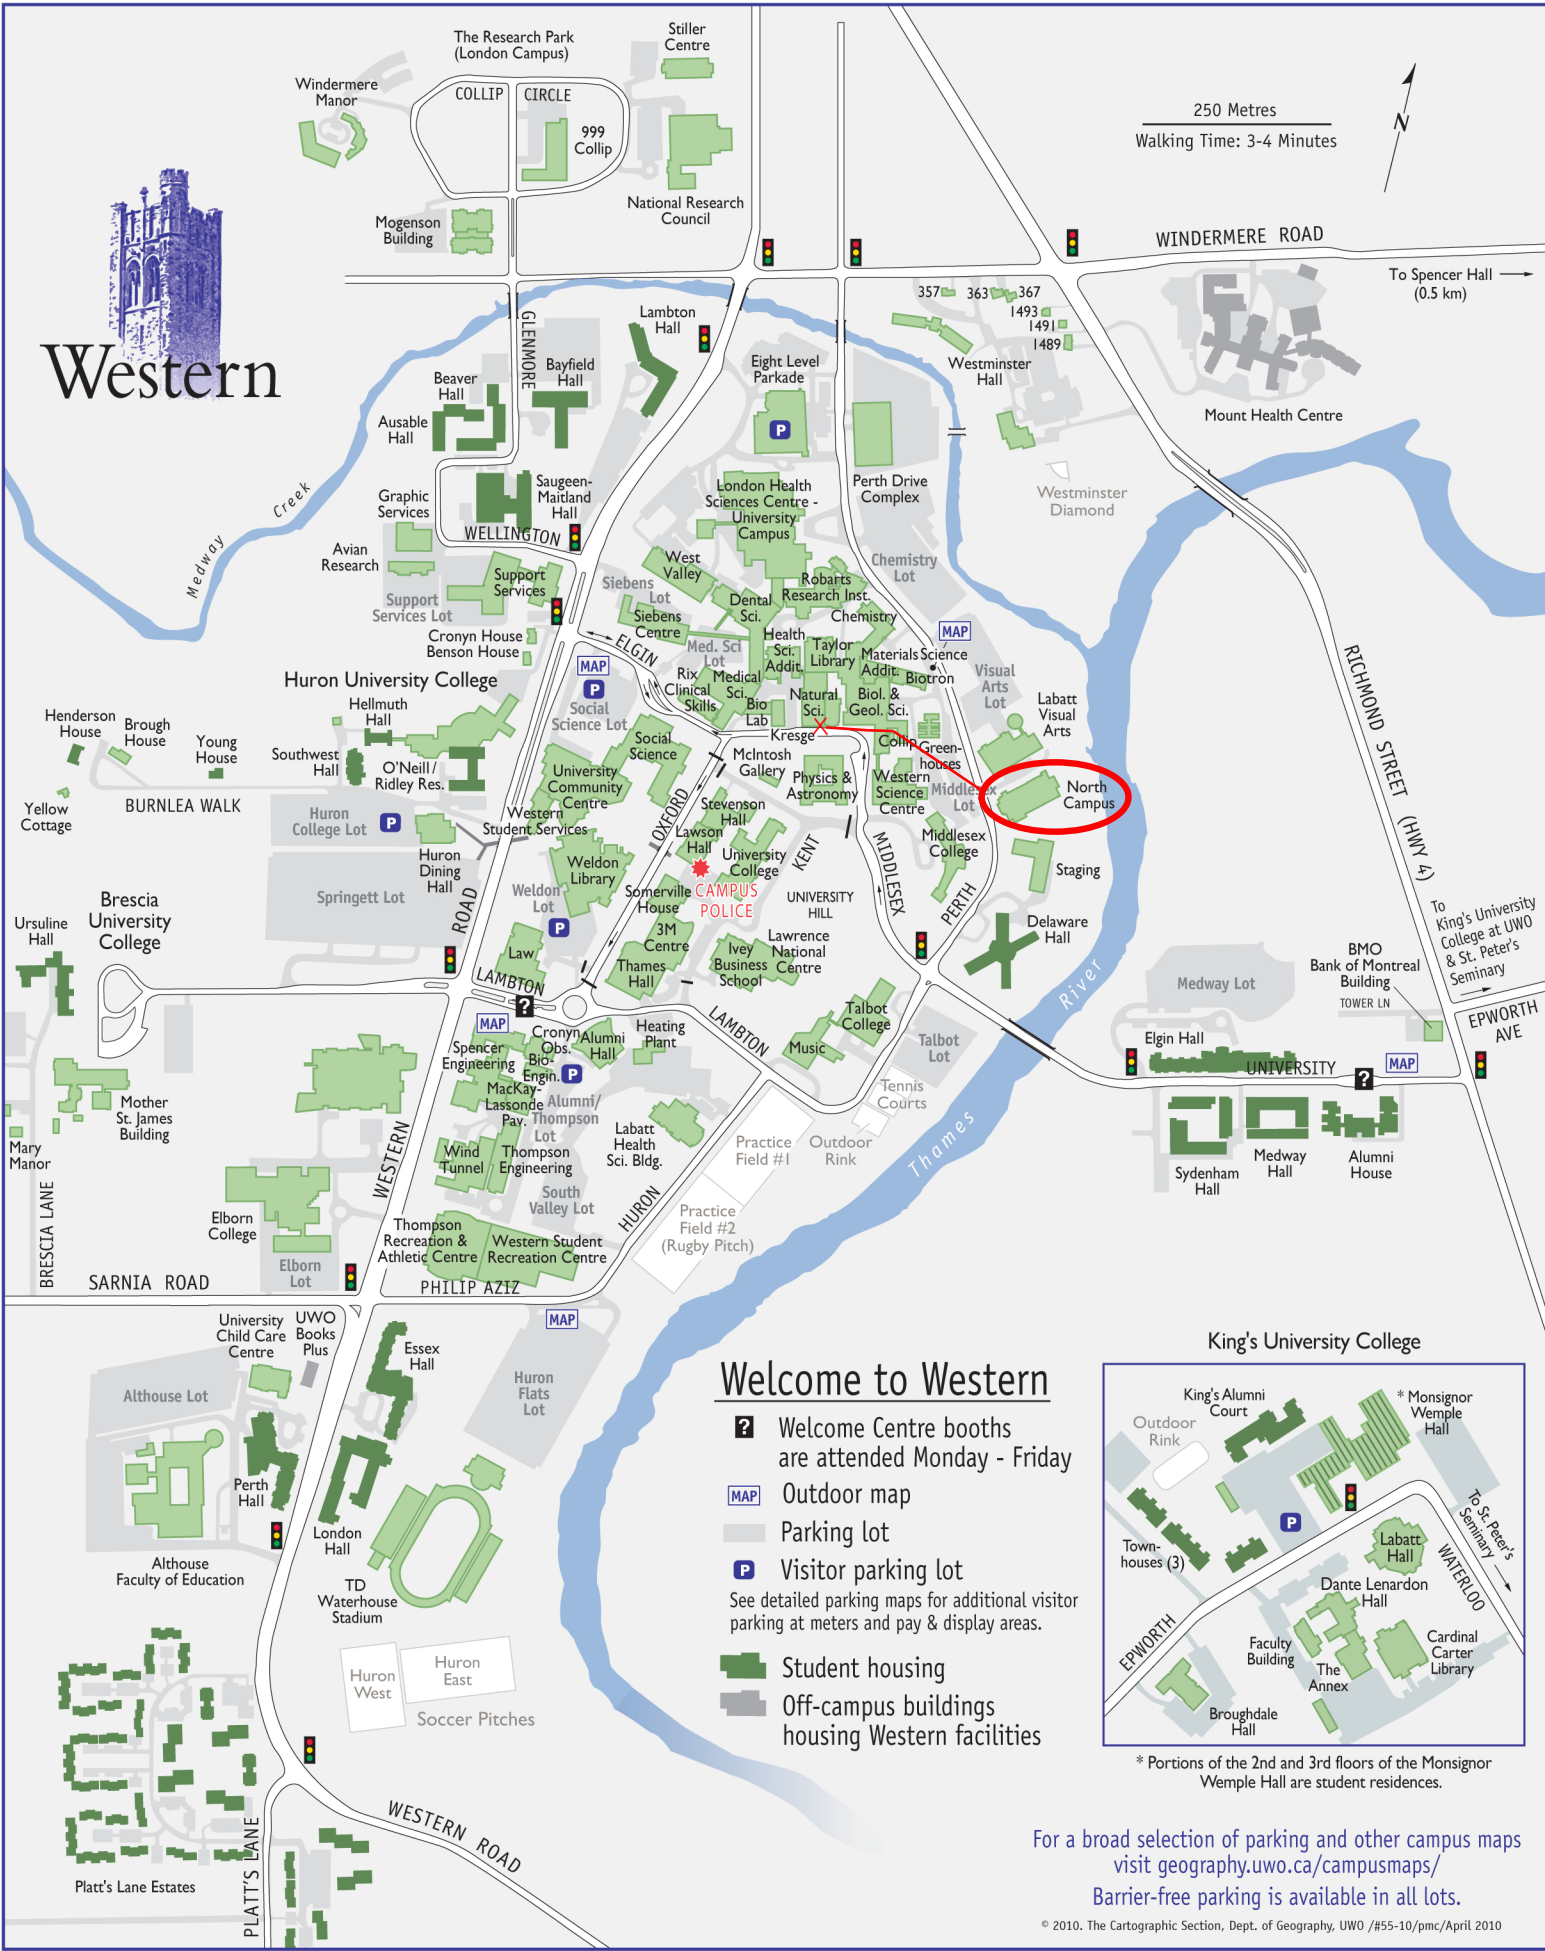 The Research Park
(London Campus)
Stiller
Centre
Windermere
Manor
COLLIP
CIRCLE
999
Collip
250 Metres
Walking Time: 3-4 Minutes
N
National Research
Council
Mogenson
Building
WINDERMERE ROAD
To Spencer Hall
(0.5 km)
Western
357
363
367
1493
1491
1489
GLENMORE
Lambton
Hall
Bayfield
Hall
Beaver
Hall
Ausable
Hall
Eight Level
Parkade
P
Westminster
Hall
Mount Health Centre
Westminster
Diamond
Medway
Creek
Graphic
Services
Saugeen-
Maitland
Hall
WELLINGTON
London Health
Sciences Centre -
University
Campus
Perth Drive
Complex
Avian
Research
Support
Services Lot
Support
Services
Cronyn House
Benson House
Siebens
Lot
West
Valley
Siebens
Centre
Robarts
Research Inst.
Dental
Sci.
Chemistry
Chemistry
Lot
MAP
ELGIN
MAP
P
Social
Science Lot
Med. Sci
Lot
Health
Sci.
Addit.
Taylor
Library
Materials Science
Addit.
Biotron
Rix
Clinical
Skills
Medical
Sci.
Bio
Lab
Natural
Sci.
Biol. &
Geol. Sci.
Visual
Arts
Lot
Labatt
Visual
Arts
Kresge
Collip
Green-
houses
Huron University College
Hellmuth
Hall
Southwest
Hall
O'Neill/
Ridley Res.
Henderson
House
Brough
House
Young
House
Yellow
Cottage
BURNLEA WALK
Huron
College Lot
P
Huron
Dining
Hall
Springett Lot
Social
Science
University
Community
Centre
Western
Student Services
McIntosh
Gallery
Physics &
Astronomy
Western
Science
Centre
Middlesex
Lot
North
Campus
OXFORD
Stevenson
Hall
Lawson
Hall
University
College
KENT
MIDDLESEX
Middlesex
College
Staging
Weldon
Library
Weldon
Lot
P
CAMPUS
POLICE
Somerville
House
UNIVERSITY
HILL
PERTH
Delaware
Hall
RICHMOND STREET (HWY 4)
To
King's University
College at UWO
& St. Peter's
Seminary
Brescia
University
College
Ursuline
Hall
ROAD
Law
LAMBTON
3M
Centre
Thames
Hall
Ivey
Business
School
Lawrence
National
Centre
River
Medway Lot
BMO
Bank of Montreal
Building
TOWER LN
EPWORTH
AVE
?
MAP
Cronyn
Obs.
Alumni
Hall
Heating
Plant
LAMBTON
Talbot
College
Music
Talbot
Lot
Elgin Hall
UNIVERSITY
MAP
?
Spencer
Engineering
Bio-
Engin.
P
MacKay-
Lassonde
Pav.
Alumni/
Thompson
Lot
Tennis
Courts
Mother
St. James
Building
Mary
Manor
Labatt
Health
Sci. Bldg.
Practice
Field #1
Outdoor
Rink
Thames
Wind
Tunnel
Thompson
Engineering
South
Valley Lot
Sydenham
Hall
Medway
Hall
Alumni
House
WESTERN
BRESCIA LANE
Elborn
College
Elborn
Lot
HURON
Practice
Field #2
(Rugby Pitch)
Thompson
Recreation &
Athletic Centre
Western Student
Recreation Centre
SARNIA ROAD
PHILIP AZIZ
MAP
University
Child Care
Centre
UWO
Books
Plus
Essex
Hall
Althouse Lot
Huron
Flats
Lot
Perth
Hall
London
Hall
Althouse
Faculty of Education
TD
Waterhouse
Stadium
Huron
West
Huron
East
Soccer Pitches
WESTERN ROAD
PLATT'S LANE
Platt's Lane Estates
Welcome to Western
? Welcome Centre booths
are attended Monday - Friday
MAP Outdoor map
Parking lot
P Visitor parking lot
See detailed parking maps for additional visitor
parking at meters and pay & display areas.
Student housing
Off-campus buildings
housing Western facilities
King's University College
King's Alumni
Court
* Monsignor
Wemple
Hall
Outdoor
Rink
To St. Peter's
Seminary
P
Town-
houses (3)
Labatt
Hall
WATERLOO
Dante Lenardon
Hall
EPWORTH
Faculty
Building
The
Annex
Cardinal
Carter
Library
Broughdale
Hall
* Portions of the 2nd and 3rd floors of the Monsignor
Wemple Hall are student residences.
For a broad selection of parking and other campus maps
visit geography.uwo.ca/campusmaps/
Barrier-free parking is available in all lots.
© 2010. The Cartographic Section, Dept. of Geography, UWO /#55-10/pmc/April 2010